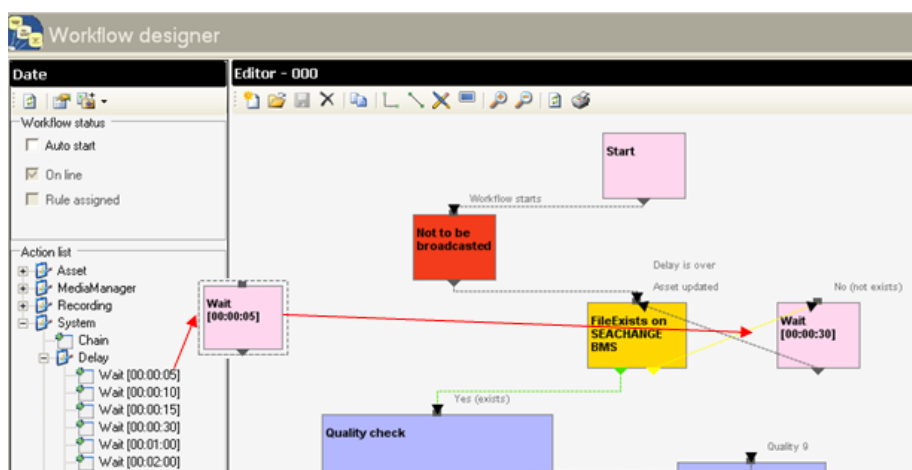 Workflow designer
Date
Editor - 000
Workflow status
Auto start
On line
Rule assigned
Action list
Asset
MediaManager
Recording
System
Chain
Delay
Wait [00:00:05]
Wait [00:00:10]
Wait [00:00:15]
Wait [00:00:30]
Wait [00:01:00]
Wait [00:02:00]
Wait
[00:00:05]
Start
Workflow starts
Not to be
broadcasted
Delay is over
Asset updated
No (not exists)
FileExists on
SEACHANGE
BMS
Wait
[00:00:30]
Yes (exists)
Quality check
Quality 9